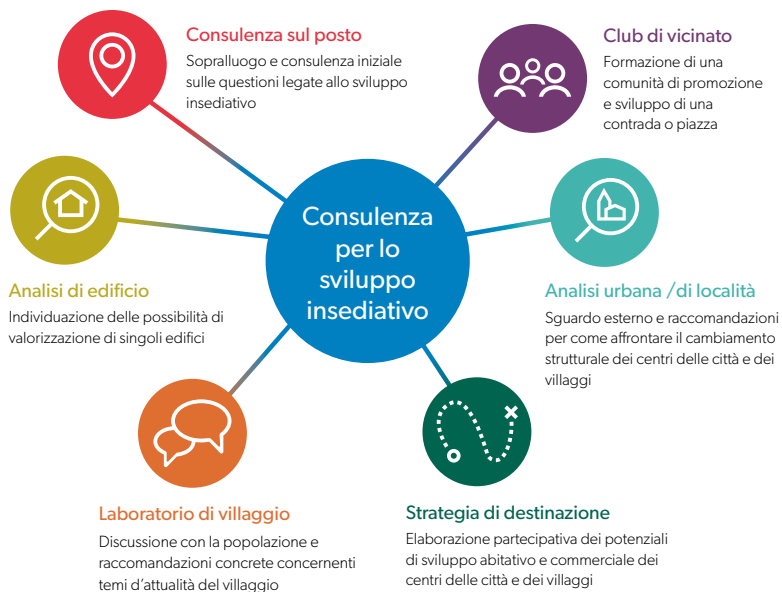 Consulenza sul posto
Sopralluogo e consulenza iniziale
sulle questioni legate allo sviluppo
insediativo
Club di vicinato
Formazione di una
comunità di promozione
e sviluppo di una
contrada o piazza
Consulenza
per lo
sviluppo
insediativo
Analisi di edificio
Individuazione delle possibilità di
valorizzazione di singoli edifici
Analisi urbana /di località
Sguardo esterno e raccomandazioni
per come affrontare il cambiamento
strutturale dei centri delle città e dei
villaggi
Laboratorio di villaggio
Discussione con la popolazione e
raccomandazioni concrete concernenti
temi d'attualità del villaggio
Strategia di destinazione
Elaborazione partecipativa dei potenziali
di sviluppo abitativo e commerciale dei
centri delle città e dei villaggi